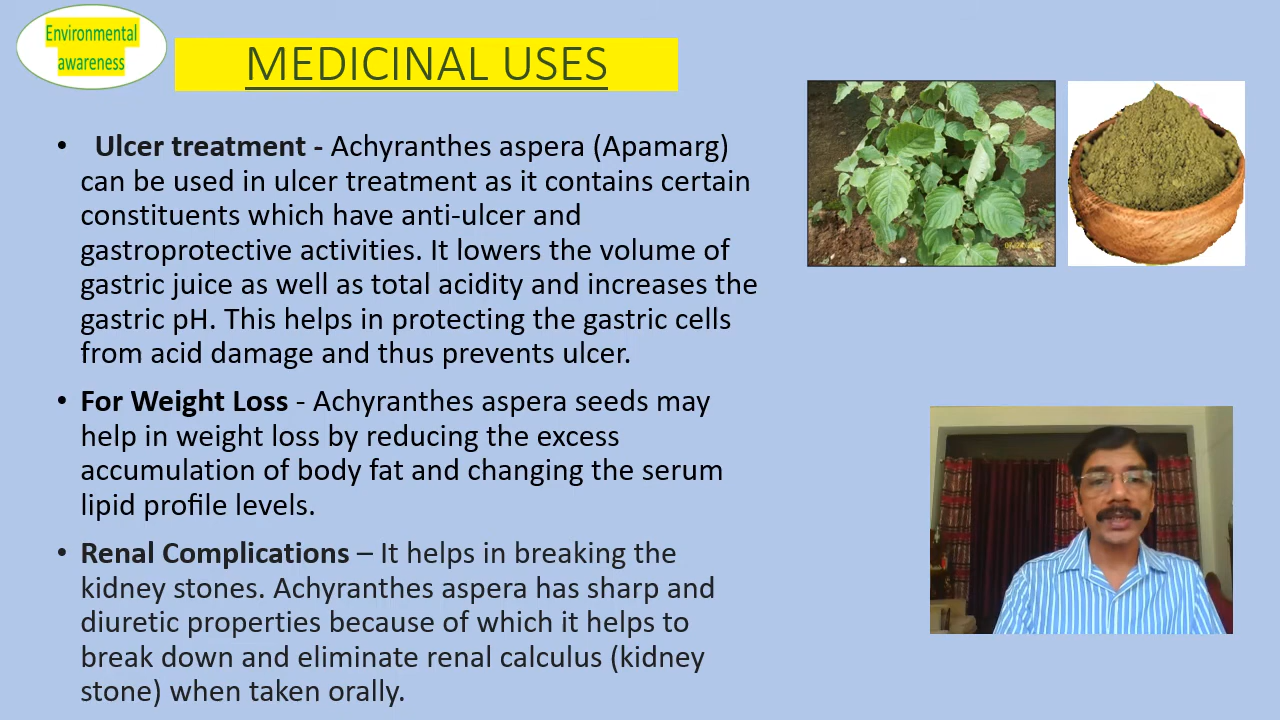 Environmental
awareness
MEDICINAL USES
• Ulcer treatment - Achyranthes aspera (Apamarg)
can be used in ulcer treatment as it contains certain
constituents which have anti-ulcer and
gastroprotective activities. It lowers the volume of
gastric juice as well as total acidity and increases the
gastric pH. This helps in protecting the gastric cells
from acid damage and thus prevents ulcer.
• For Weight Loss - Achyranthes aspera seeds may
help in weight loss by reducing the excess
accumulation of body fat and changing the serum
lipid profile levels.
• Renal Complications – It helps in breaking the
kidney stones. Achyranthes aspera has sharp and
diuretic properties because of which it helps to
break down and eliminate renal calculus (kidney
stone) when taken orally.